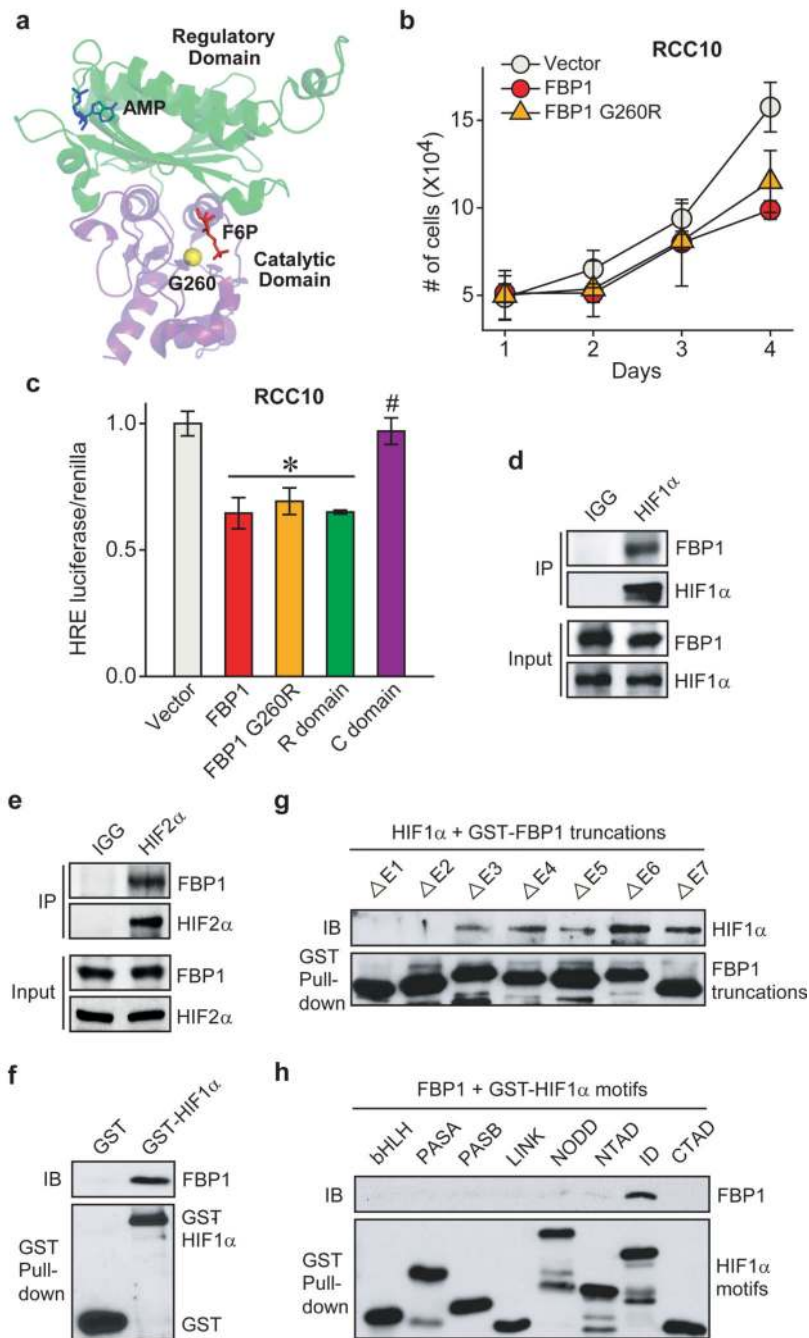 a
Regulatory
Domain
AMP
F6P
Catalytic
Domain
G260
b
RCC10
Vector
FBP1
FBP1 G260R
# of cells (X10⁴)
15
10
5
1 2 3 4
Days
c
RCC10
HRE luciferase/renilla
1.0
0.5
0.0
*
#
Vector
FBP1
FBP1 G260R
R domain
C domain
d
IGG HIF1α
IP
FBP1
HIF1α
Input
FBP1
HIF1α
e
IGG HIF2α
IP
FBP1
HIF2α
Input
FBP1
HIF2α
f
GST GST-HIF1α
IB
FBP1
GST
Pull-
down
GST-
HIF1α
GST
g
HIF1α + GST-FBP1 truncations
△E1 △E2 △E3 △E4 △E5 △E6 △E7
IB
HIF1α
GST
Pull-
down
FBP1
truncations
h
FBP1 + GST-HIF1α motifs
bHLH PASA PASB LINK NODD NTAD ID CTAD
IB
FBP1
GST
Pull-
down
HIF1α
motifs